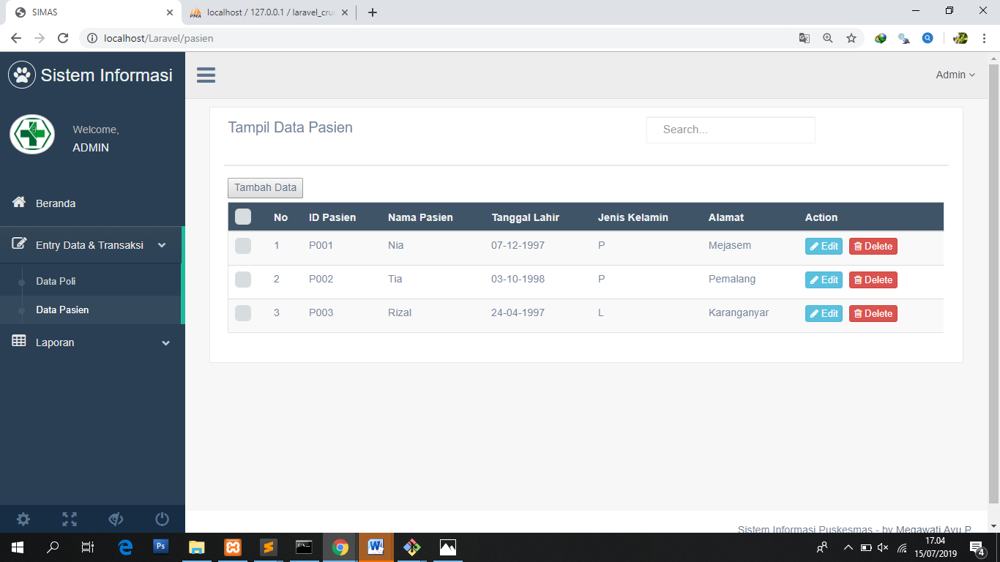 SIMAS
localhost / 127.0.0.1 / laravel_cru
localhost/Laravel/pasien
Sistem Informasi
Admin
Welcome,
ADMIN
Beranda
Entry Data & Transaksi
Data Poli
Data Pasien
Laporan
Tampil Data Pasien
Search...
Tambah Data
No ID Pasien Nama Pasien Tanggal Lahir Jenis Kelamin Alamat Action
1 P001 Nia 07-12-1997 P Mejasem Edit Delete
2 P002 Tia 03-10-1998 P Pemalang Edit Delete
3 P003 Rizal 24-04-1997 L Karanganyar Edit Delete
Sistem Informasi Puskesmas - by Megawati Ayu P
Ps
17.04
15/07/2019
4